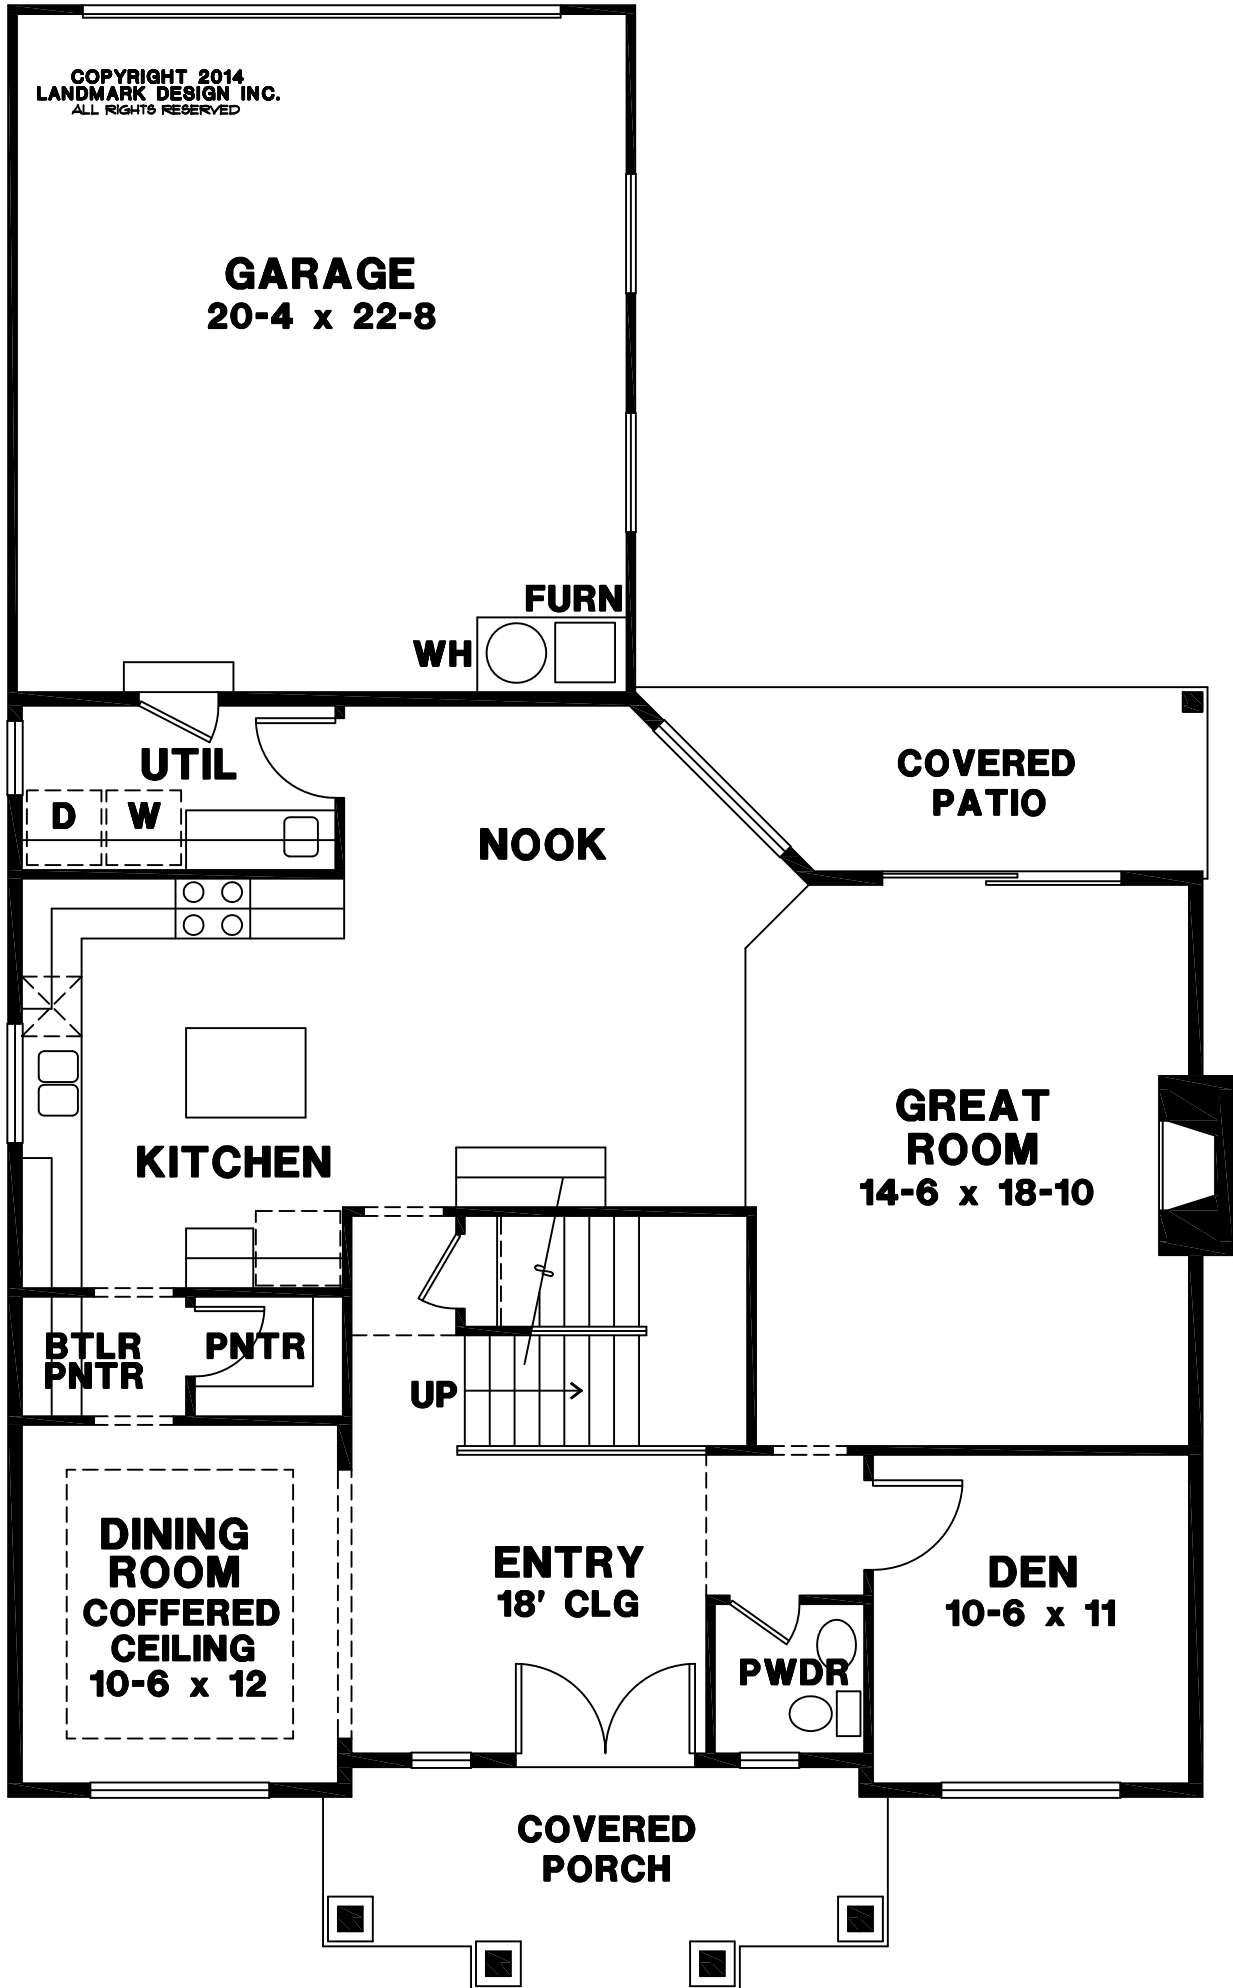 COPYRIGHT 2014
LANDMARK DESIGN INC.
ALL RIGHTS RESERVED
GARAGE
20-4 x 22-8
FURN
WH
UTIL
D W
NOOK
COVERED
PATIO
KITCHEN
GREAT
ROOM
14-6 x 18-10
BTLR
PNTR
PNTR
UP
DINING
ROOM
COFFERED
CEILING
10-6 x 12
ENTRY
18' CLG
DEN
10-6 x 11
PWDR
COVERED
PORCH